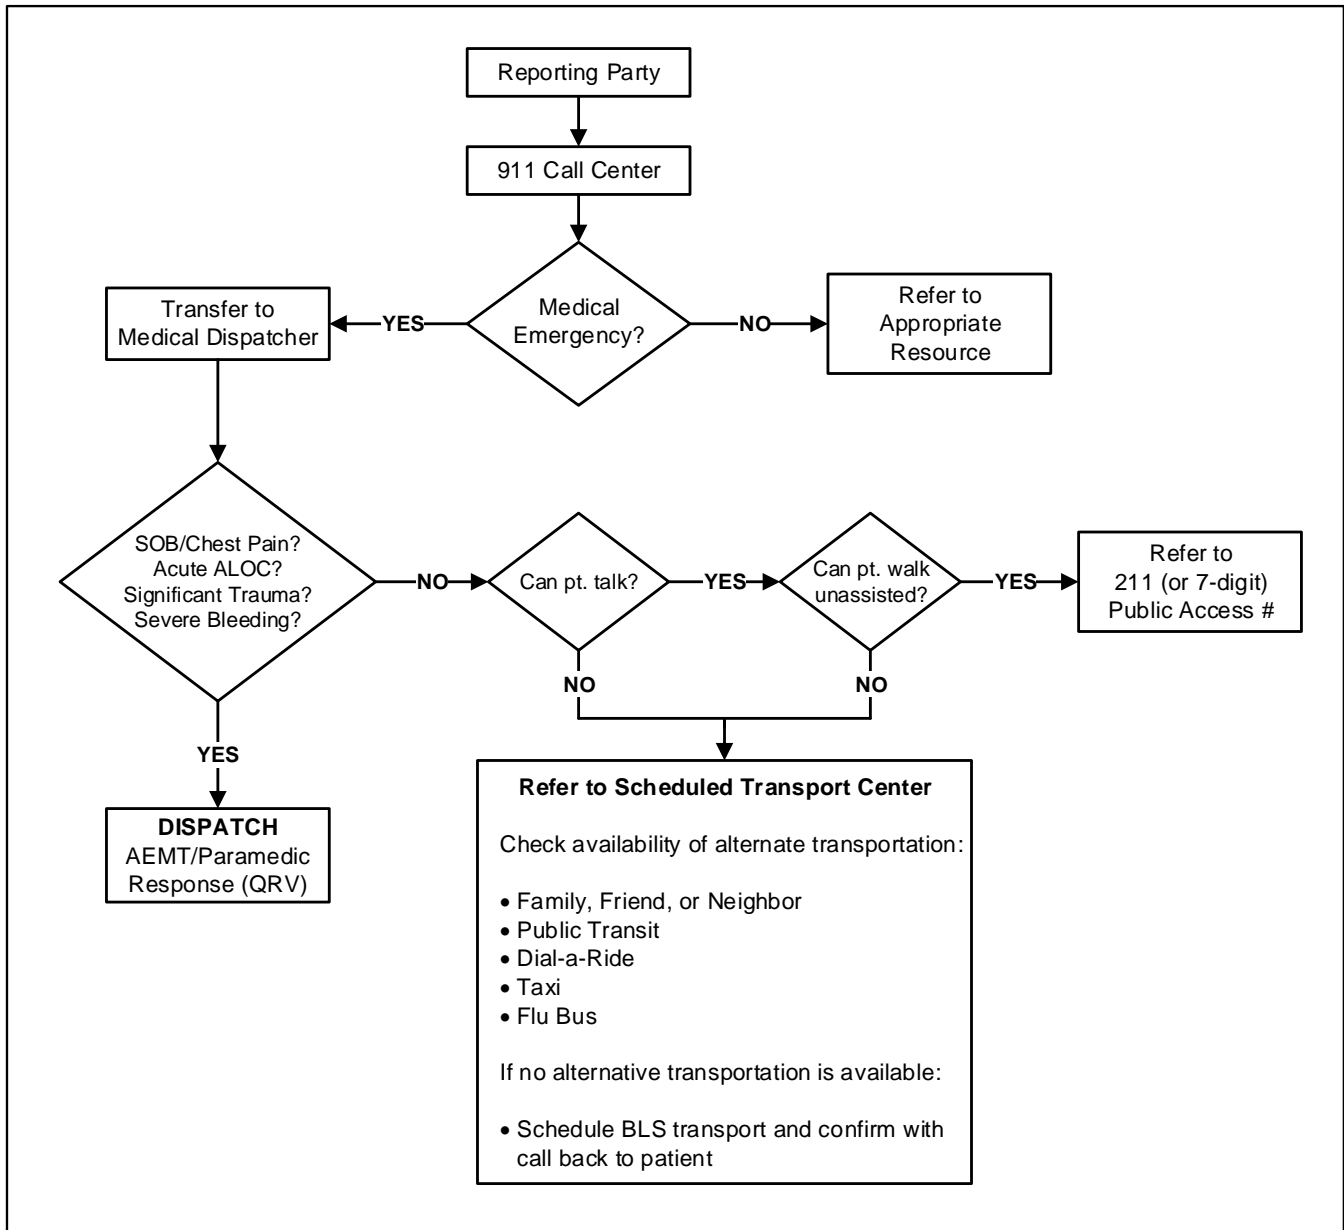 Reporting Party
911 Call Center
Medical
Emergency?
YES
NO
Transfer to
Medical Dispatcher
Refer to
Appropriate
Resource
SOB/Chest Pain?
Acute ALOC?
Significant Trauma?
Severe Bleeding?
NO
Can pt. talk?
YES
Can pt. walk
unassisted?
YES
Refer to
211 (or 7-digit)
Public Access #
NO
NO
YES
DISPATCH
AEMT/Paramedic
Response (QRV)
Refer to Scheduled Transport Center
Check availability of alternate transportation:
• Family, Friend, or Neighbor
• Public Transit
• Dial-a-Ride
• Taxi
• Flu Bus
If no alternative transportation is available:
• Schedule BLS transport and confirm with
call back to patient